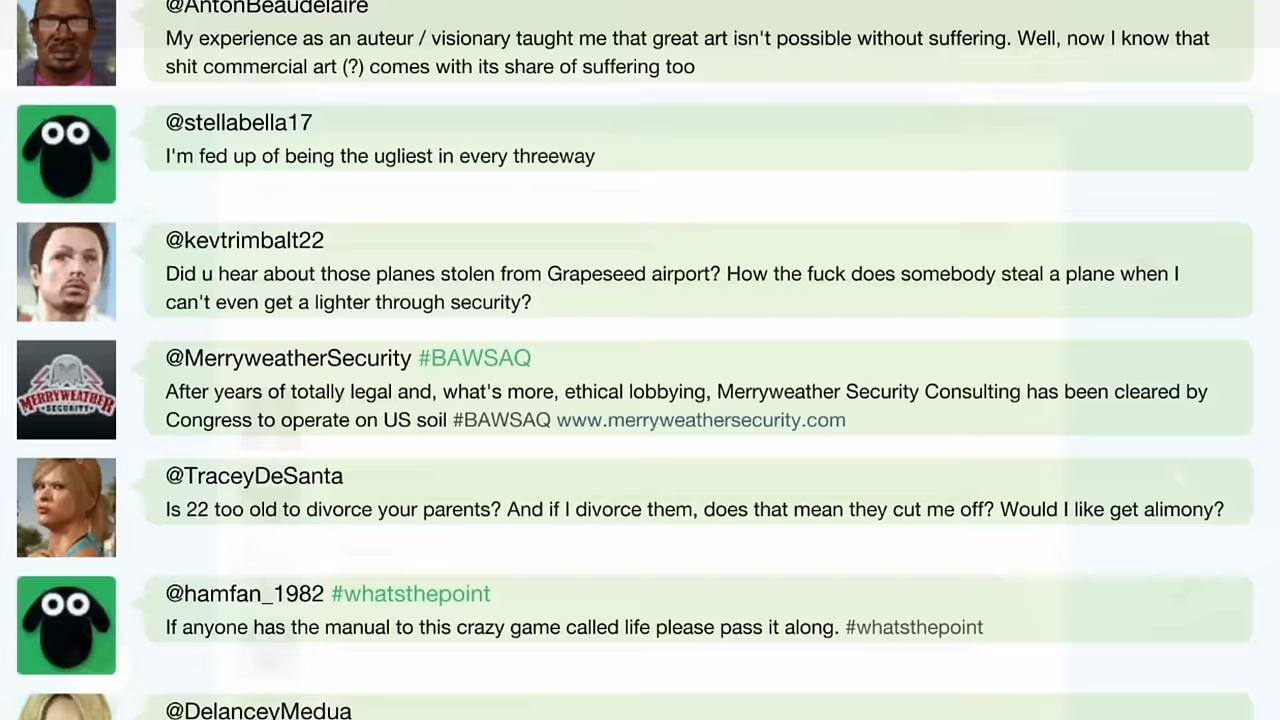 @AntonBeaudelaire
My experience as an auteur / visionary taught me that great art isn't possible without suffering. Well, now I know that
shit commercial art (?) comes with its share of suffering too
@stellabella17
I'm fed up of being the ugliest in every threeway
@kevtrimbalt22
Did u hear about those planes stolen from Grapeseed airport? How the fuck does somebody steal a plane when I
can't even get a lighter through security?
MERRYWEATHER
SECURITY
@MerryweatherSecurity #BAWSAQ
After years of totally legal and, what's more, ethical lobbying, Merryweather Security Consulting has been cleared by
Congress to operate on US soil #BAWSAQ www.merryweathersecurity.com
@TraceyDeSanta
Is 22 too old to divorce your parents? And if I divorce them, does that mean they cut me off? Would I like get alimony?
@hamfan_1982 #whatsthepoint
If anyone has the manual to this crazy game called life please pass it along. #whatsthepoint
@DelanceyMedua